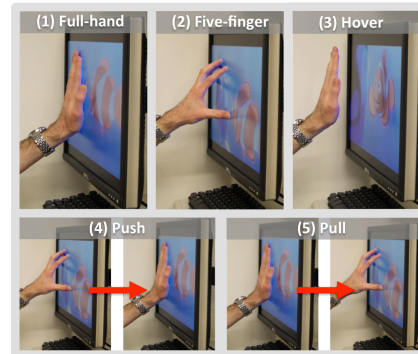 (1) Full-hand
(2) Five-finger
(3) Hover
(4) Push
(5) Pull